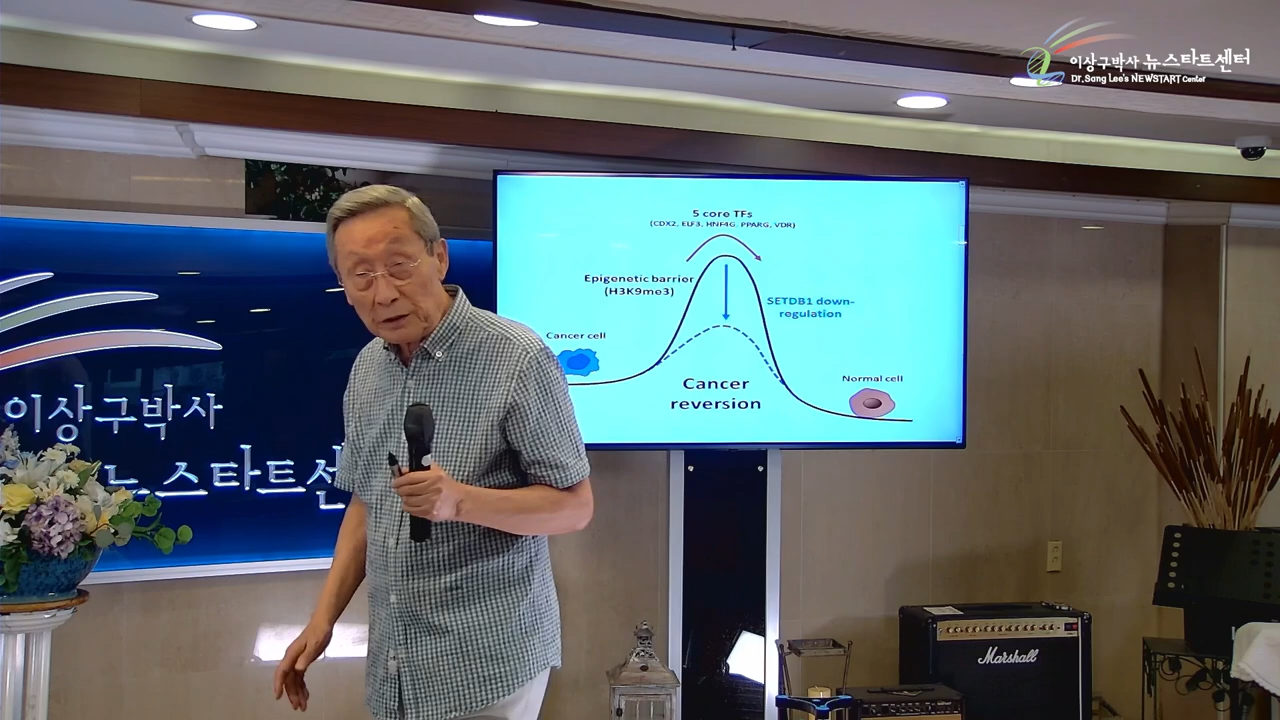 이상구박사 뉴스타트센터
Dr. Sang Lee's NEWSTART Center
5 core TFs
(CDX2, ELF3, HNF4G, PPARG, VDR)
Epigenetic barrier
(H3K9me3)
SETDB1 down-
regulation
Cancer cell
Normal cell
Cancer
reversion
이상구박사
뉴스타트센
Marshall